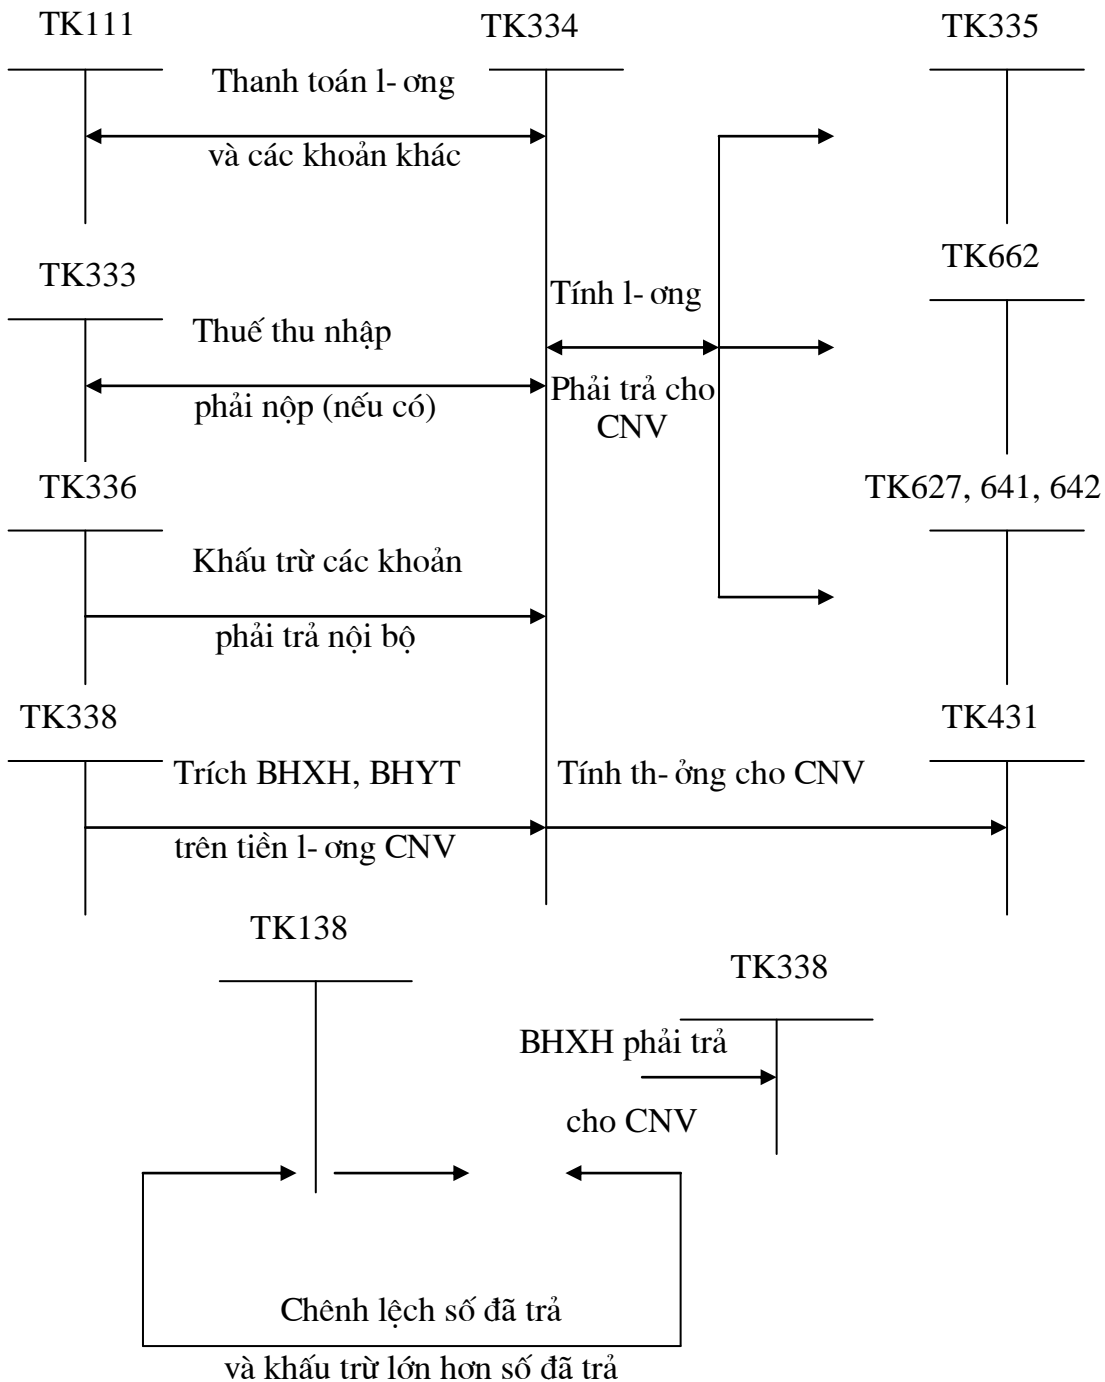 TK111
TK334
TK335
Thanh toán l- ơng
và các khoản khác
TK333
TK662
Tính l- ơng
Thuế thu nhập
Phải trả cho
CNV
phải nộp (nếu có)
TK336
TK627, 641, 642
Khấu trừ các khoản
phải trả nội bộ
TK338
TK431
Trích BHXH, BHYT
Tính th- ởng cho CNV
trên tiền l- ơng CNV
TK138
TK338
BHXH phải trả
cho CNV
Chênh lệch số đã trả
và khấu trừ lớn hơn số đã trả